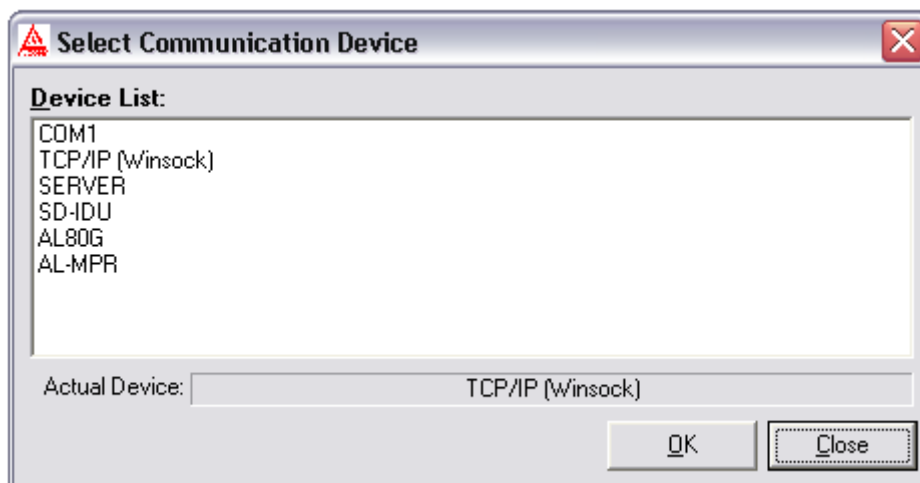 Select Communication Device
Device List:
COM1
TCP/IP (Winsock)
SERVER
SD-IDU
AL80G
AL-MPR
Actual Device: TCP/IP (Winsock)
OK Close